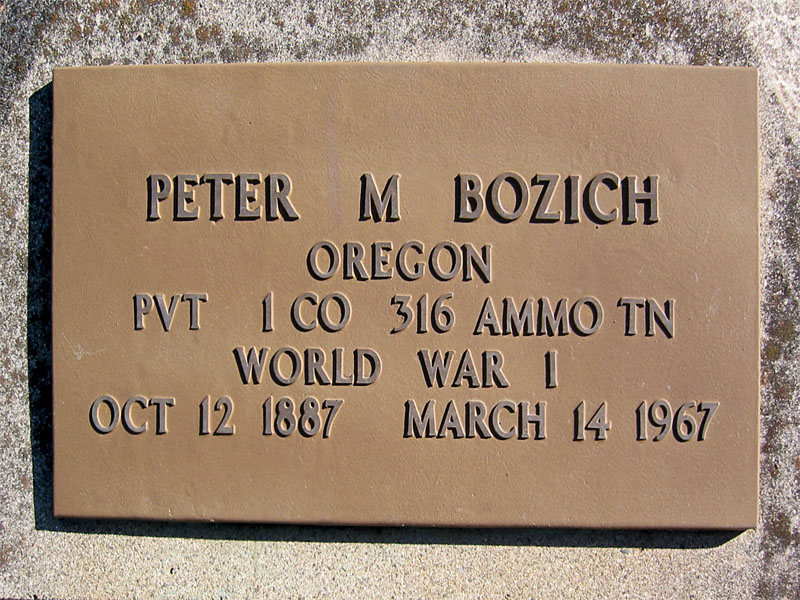 PETER M BOZICH
OREGON
PVT 1 CO 316 AMMO TN
WORLD WAR I
OCT 12 1887 MARCH 14 1967